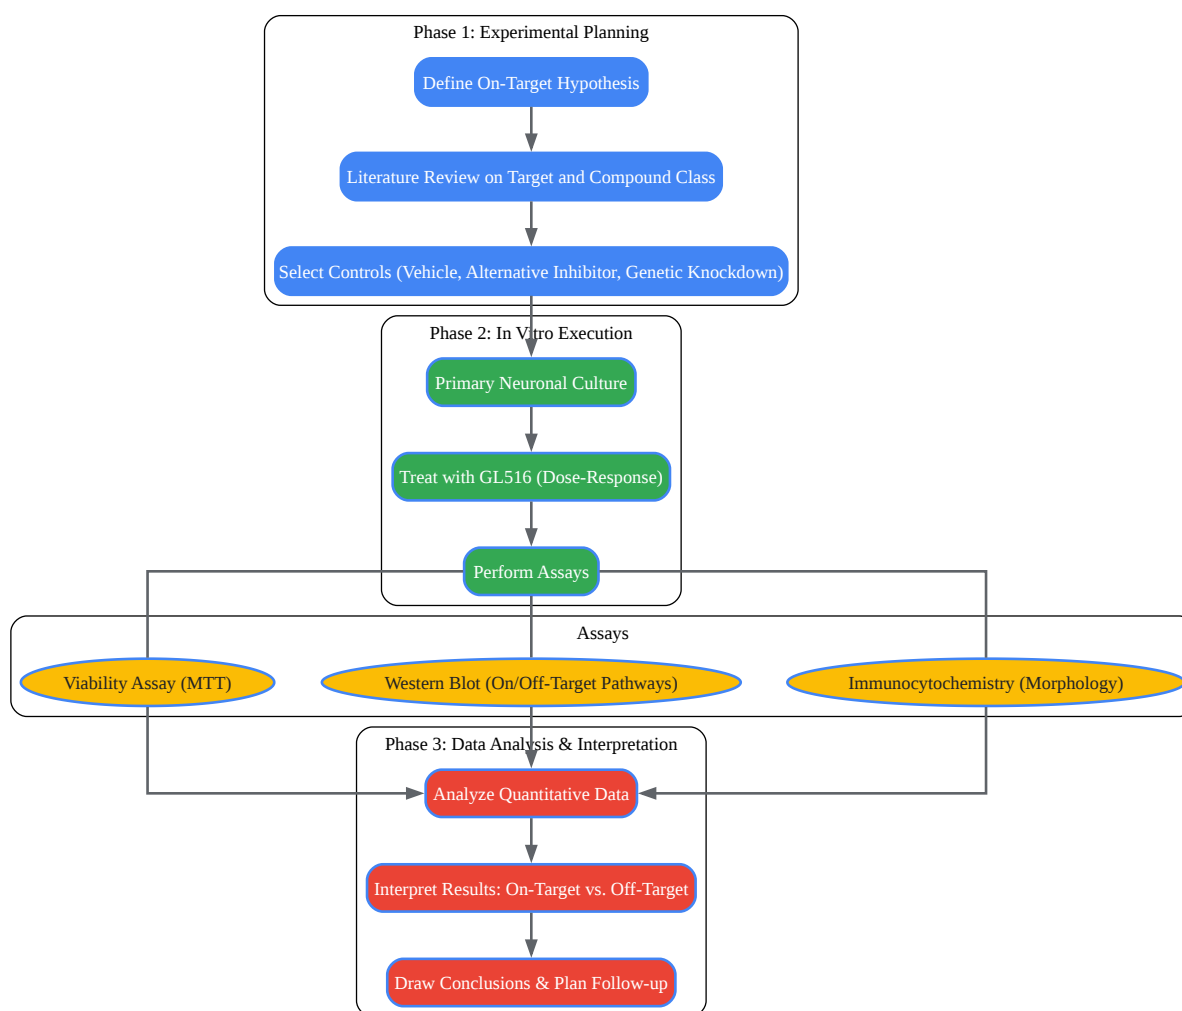 Phase 1: Experimental Planning
Define On-Target Hypothesis
Literature Review on Target and Compound Class
Select Controls (Vehicle, Alternative Inhibitor, Genetic Knockdown)
Phase 2: In Vitro Execution
Primary Neuronal Culture
Treat with GL516 (Dose-Response)
Perform Assays
Assays
Viability Assay (MTT)
Western Blot (On/Off-Target Pathways)
Immunocytochemistry (Morphology)
Phase 3: Data Analysis & Interpretation
Analyze Quantitative Data
Interpret Results: On-Target vs. Off-Target
Draw Conclusions & Plan Follow-up